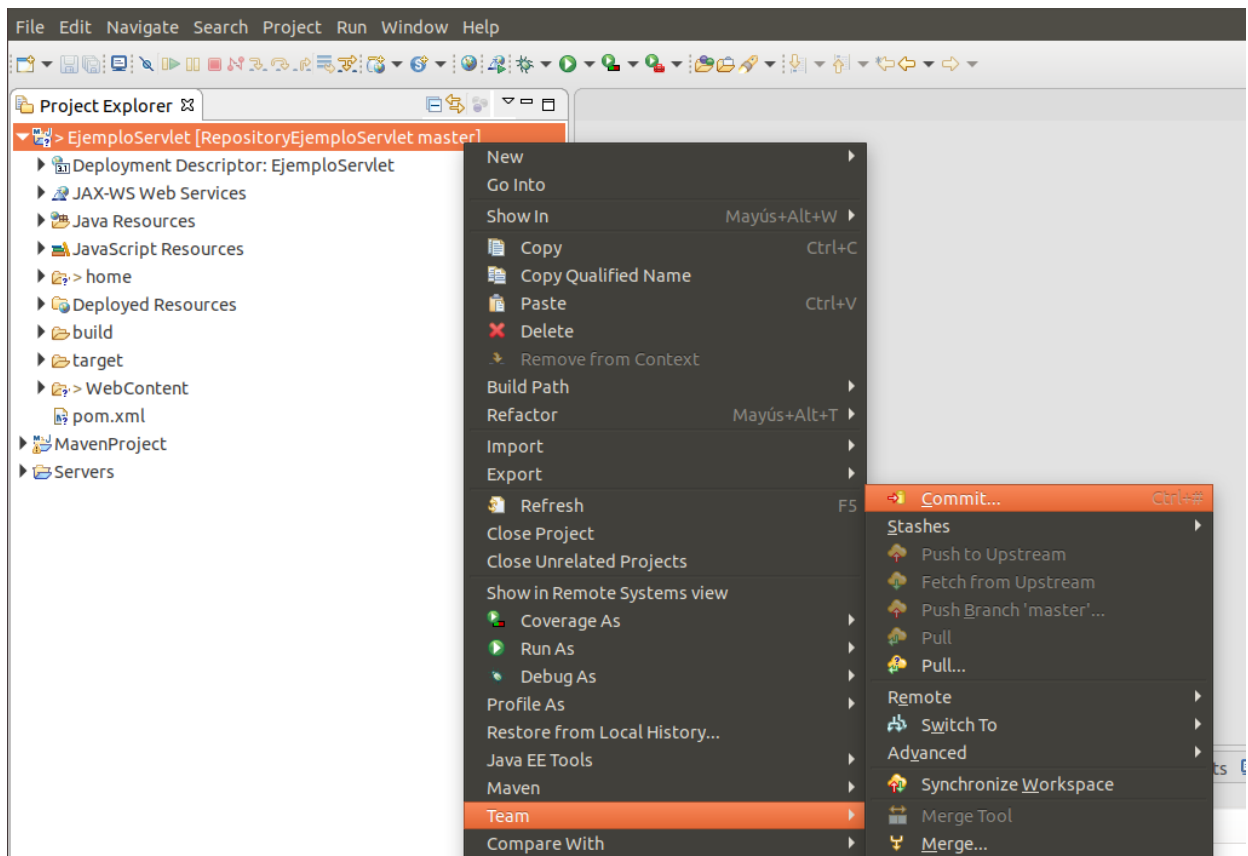 File Edit Navigate Search Project Run Window Help
Project Explorer
> EjemploServlet [RepositoryEjemploServlet master]
Deployment Descriptor: EjemploServlet
JAX-WS Web Services
Java Resources
JavaScript Resources
> home
Deployed Resources
build
target
> WebContent
pom.xml
MavenProject
Servers
New
Go Into
Show In Mayús+Alt+W
Copy Ctrl+C
Copy Qualified Name
Paste Ctrl+V
Delete
Remove from Context
Build Path
Refactor Mayús+Alt+T
Import
Export
Refresh F5
Close Project
Close Unrelated Projects
Show in Remote Systems view
Coverage As
Run As
Debug As
Profile As
Restore from Local History...
Java EE Tools
Maven
Team
Compare With
Commit... Ctrl+#
Stashes
Push to Upstream
Fetch from Upstream
Push Branch 'master'...
Pull
Pull...
Remote
Switch To
Advanced
Synchronize Workspace
Merge Tool
Merge...
ts